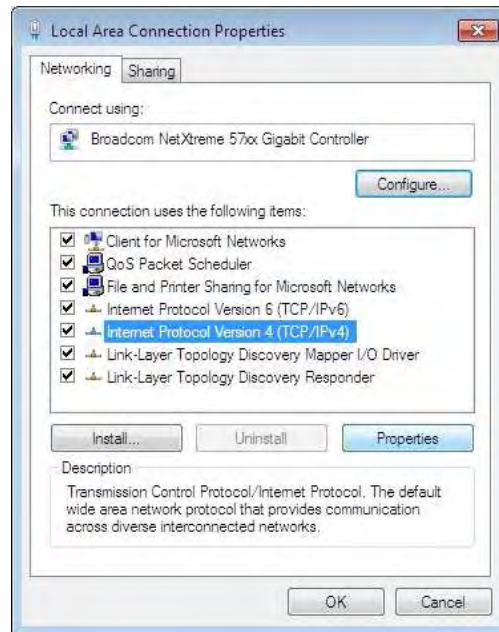 Local Area Connection Properties
Networking Sharing
Connect using:
Broadcom NetXtreme 57xx Gigabit Controller
Configure...
This connection uses the following items:
Client for Microsoft Networks
QoS Packet Scheduler
File and Printer Sharing for Microsoft Networks
Internet Protocol Version 6 (TCP/IPv6)
Internet Protocol Version 4 (TCP/IPv4)
Link-Layer Topology Discovery Mapper I/O Driver
Link-Layer Topology Discovery Responder
Install... Uninstall Properties
Description
Transmission Control Protocol/Internet Protocol. The default
wide area network protocol that provides communication
across diverse interconnected networks.
OK Cancel